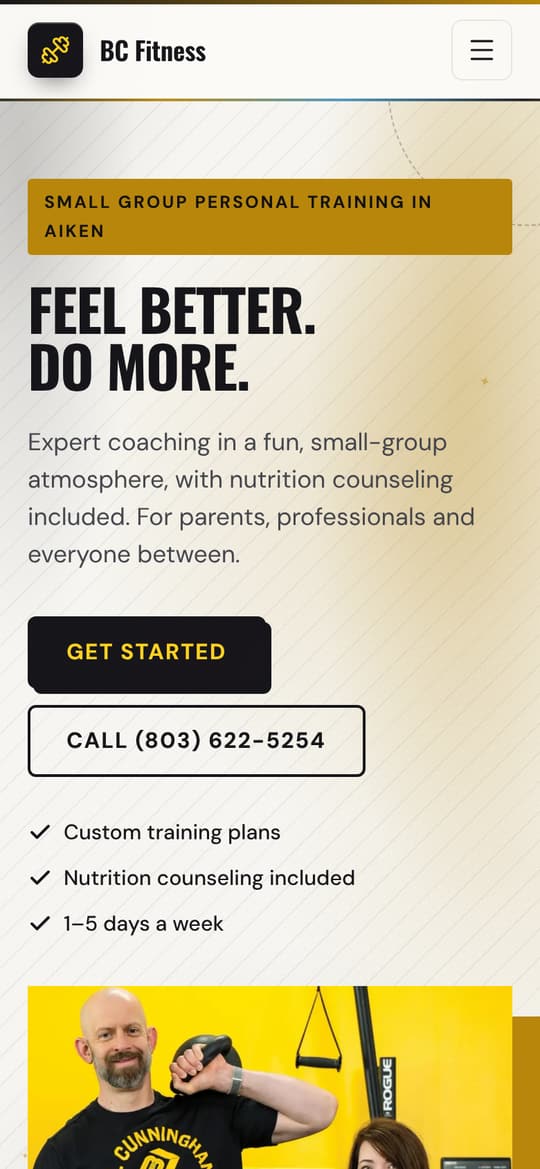 BC Fitness
SMALL GROUP PERSONAL TRAINING IN
AIKEN
FEEL BETTER.
DO MORE.
Expert coaching in a fun, small-group
atmosphere, with nutrition counseling
included. For parents, professionals and
everyone between.
GET STARTED
CALL (803) 622-5254
Custom training plans
Nutrition counseling included
1–5 days a week
ROGUE
CUNNINGHAM